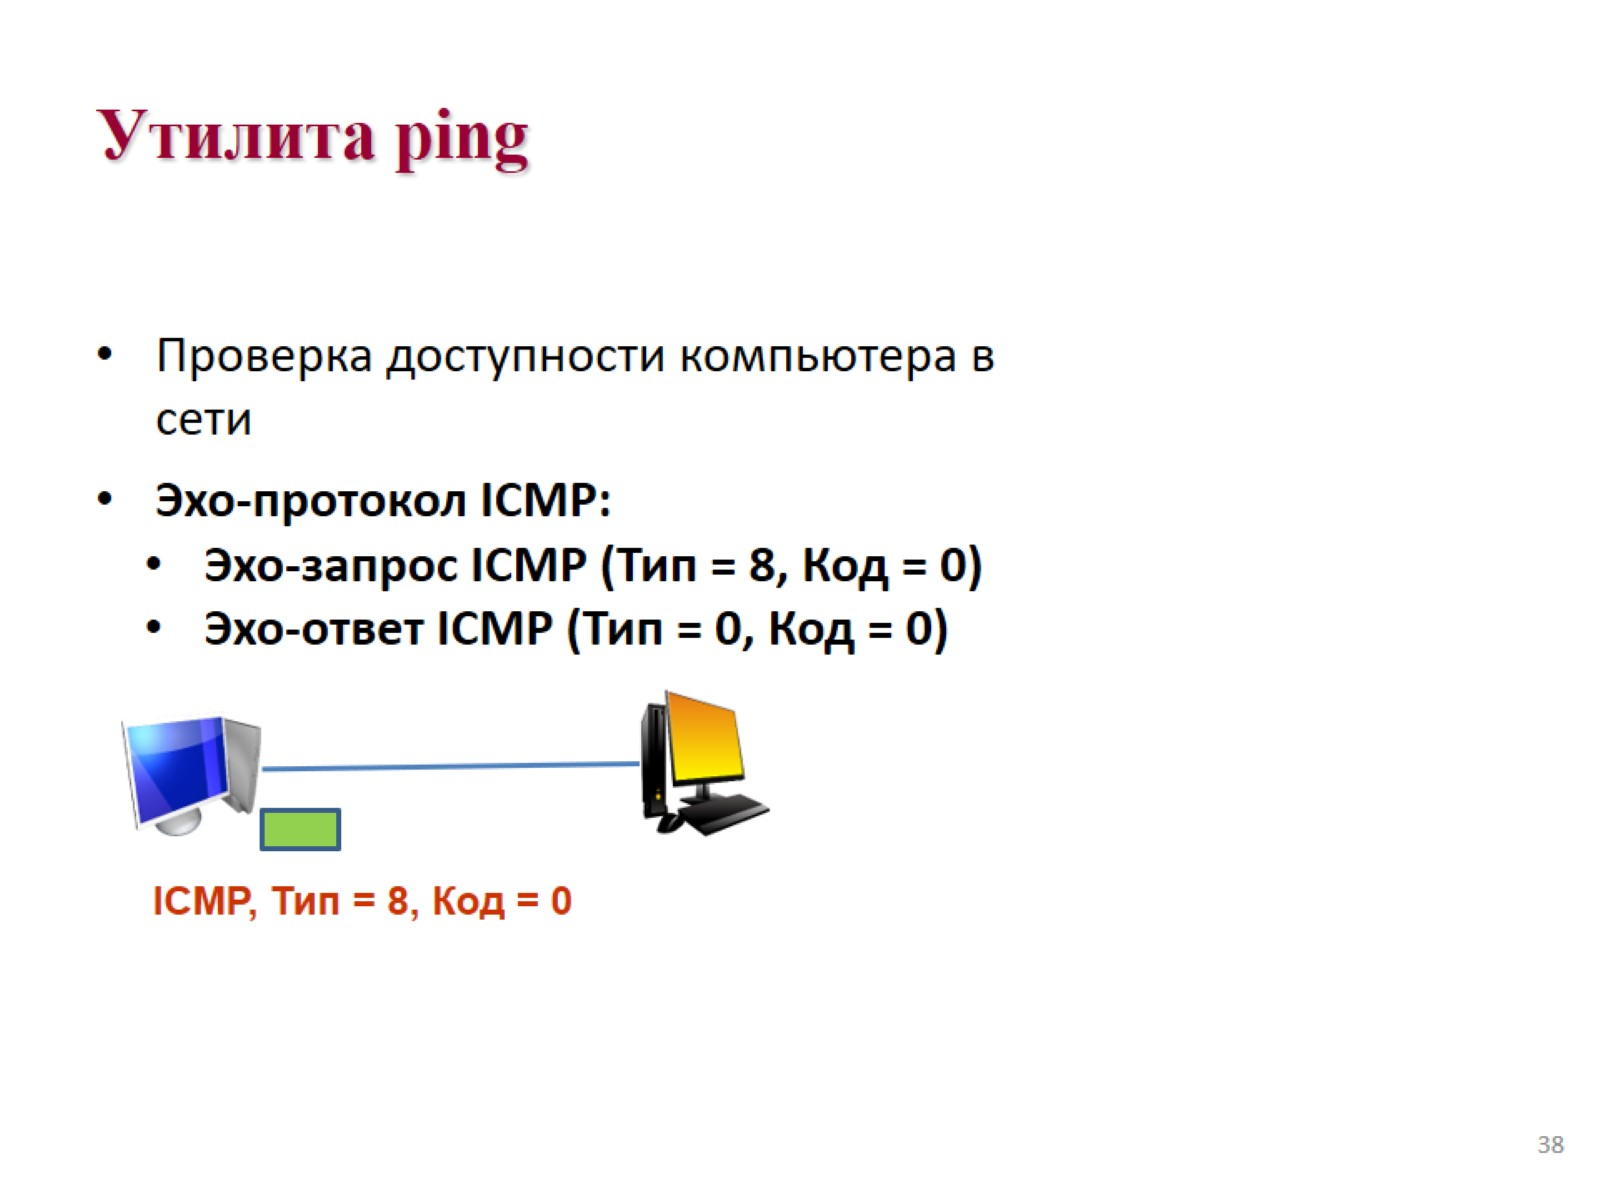 Утилита ping
• Проверка доступности компьютера в
сети
• Эхо-протокол ICMP:
• Эхо-запрос ICMP (Тип = 8, Код = 0)
• Эхо-ответ ICMP (Тип = 0, Код = 0)
ICMP, Тип = 8, Код = 0
38